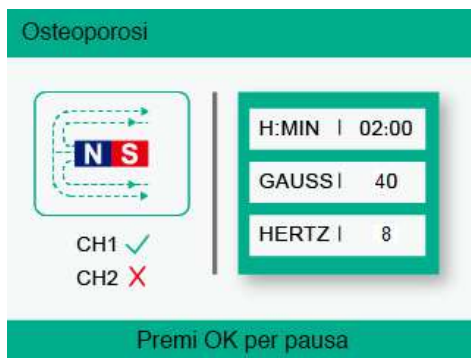 Osteoporosi
N S
CH1 ✓
CH2 X
H:MIN | 02:00
GAUSS | 40
HERTZ | 8
Premi OK per pausa